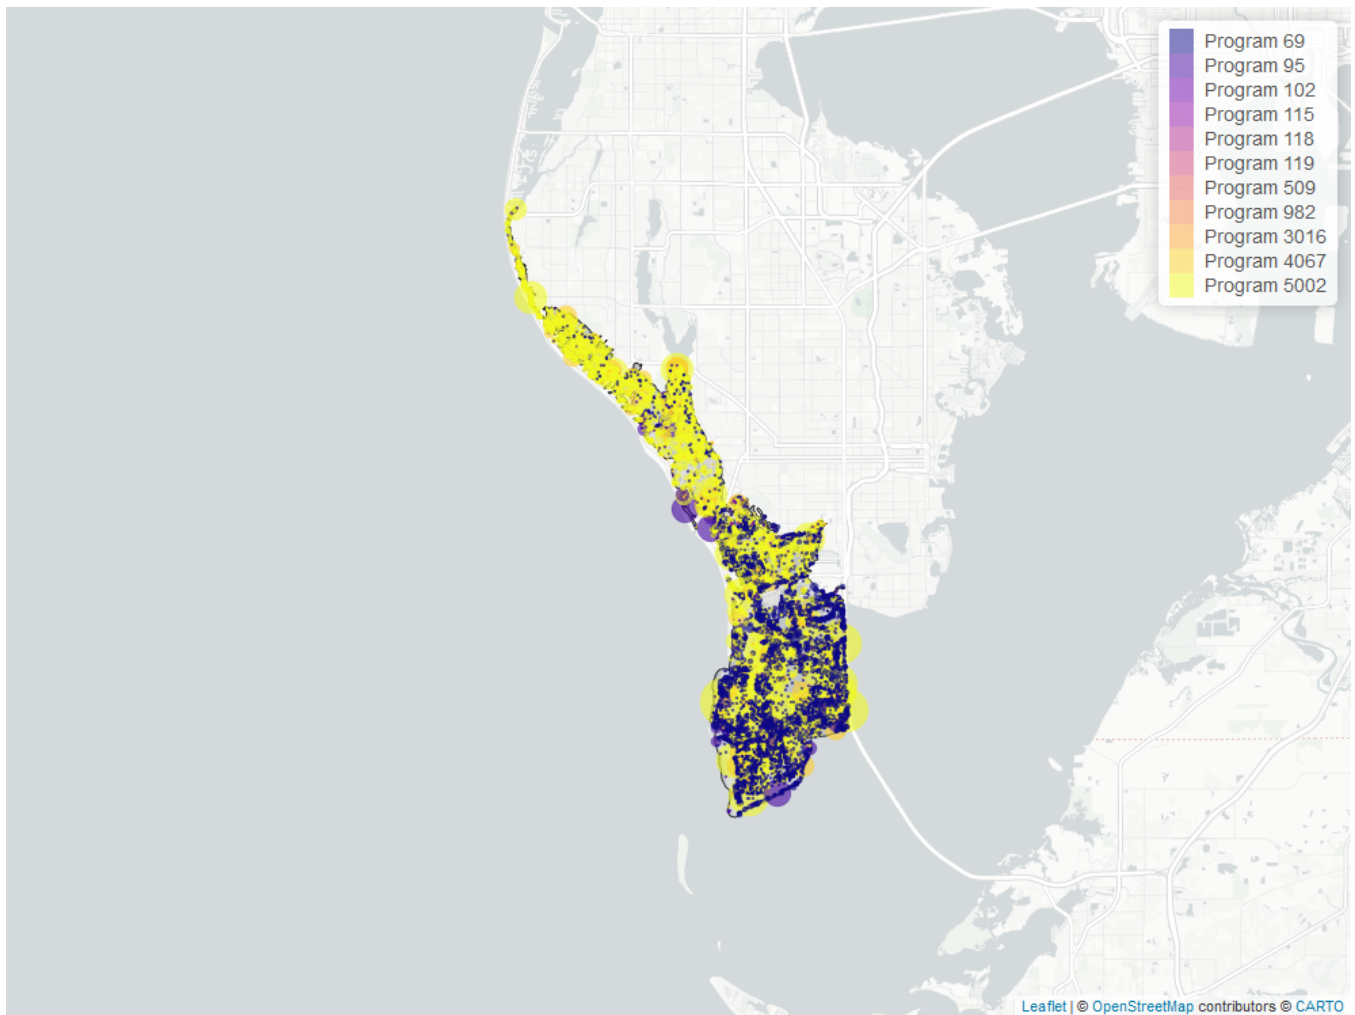 Program 69
Program 95
Program 102
Program 115
Program 118
Program 119
Program 509
Program 982
Program 3016
Program 4067
Program 5002
Leaflet | © OpenStreetMap contributors © CARTO